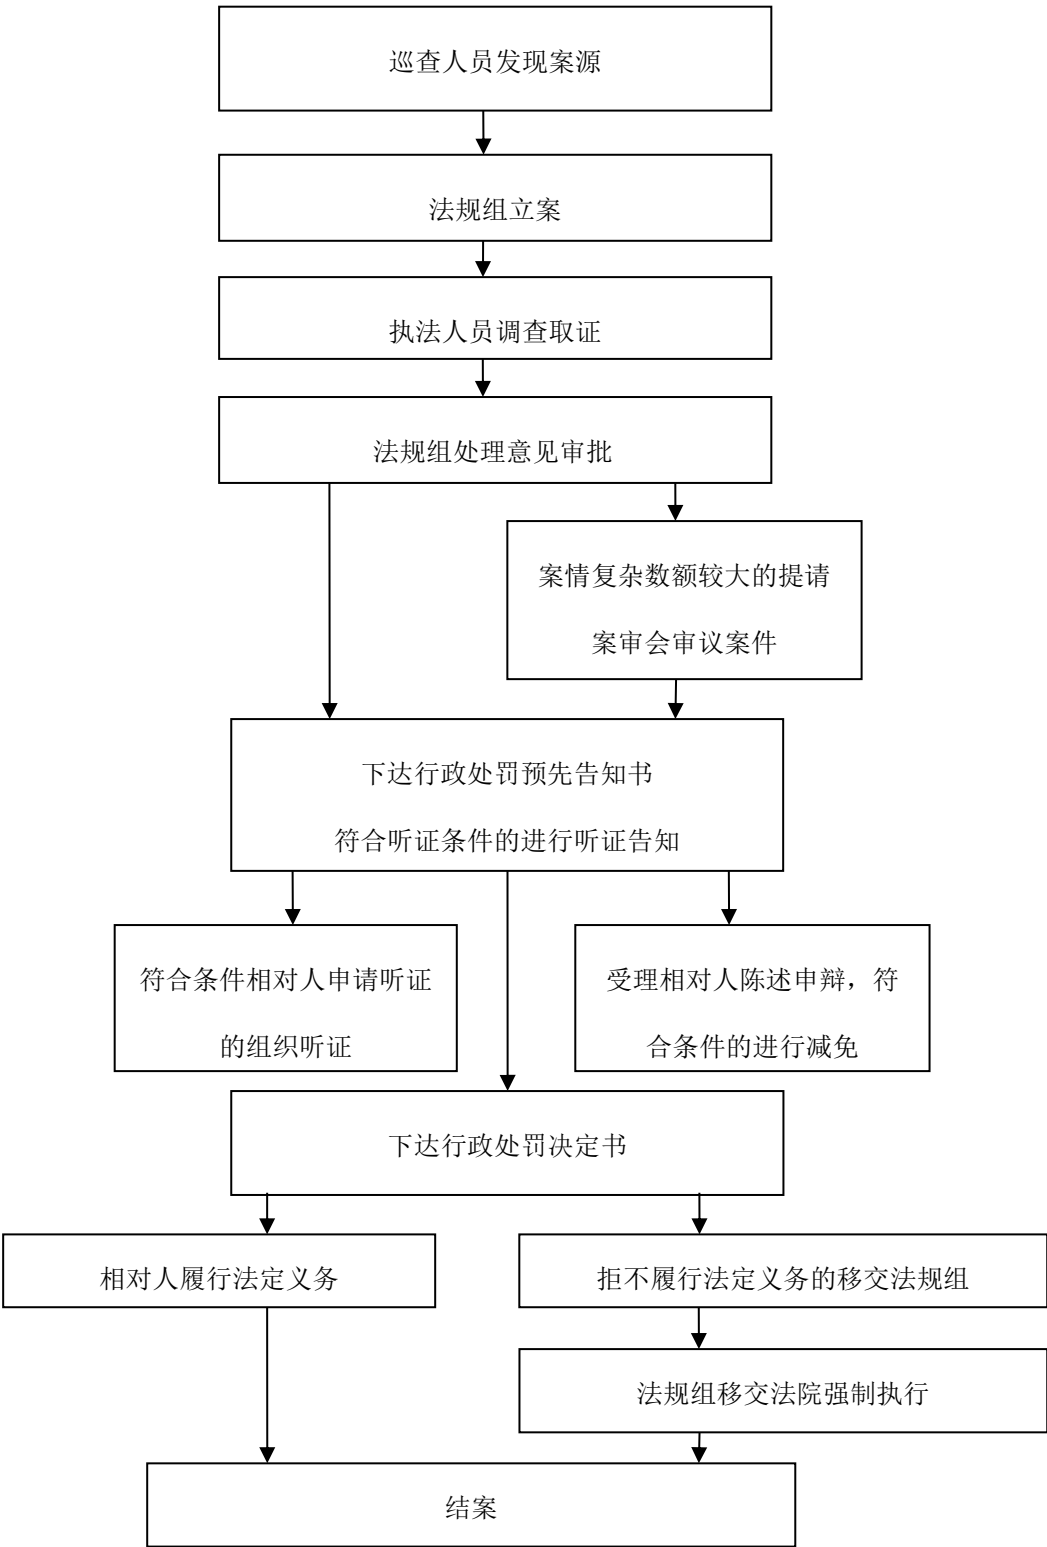 巡查人员发现案源
法规组立案
执法人员调查取证
法规组处理意见审批
案情复杂数额较大的提请
案审会审议案件
下达行政处罚预先告知书
符合听证条件的进行听证告知
符合条件相对人申请听证
的组织听证
受理相对人陈述申辩，符
合条件的进行减免
下达行政处罚决定书
相对人履行法定义务
拒不履行法定义务的移交法规组
法规组移交法院强制执行
结案